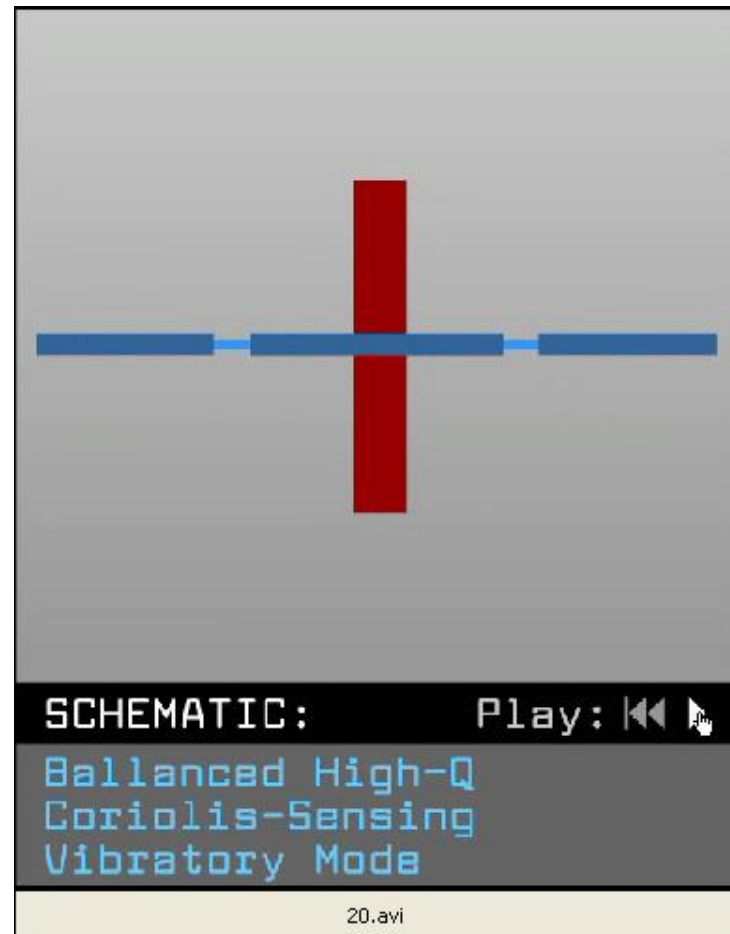 SCHEMATIC: Play:
Ballanced High-Q
Coriolis-Sensing
Vibratory Mode
20.avi